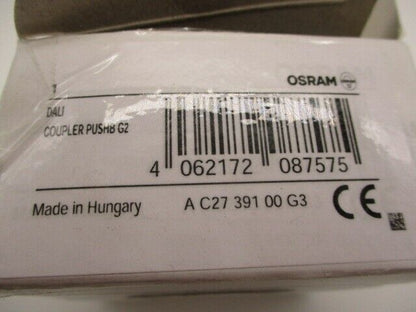 1
OSRAM
DALI
COUPLER PUSHB G2
4 062172 087575
Made in Hungary A C27 391 00 G3 CE